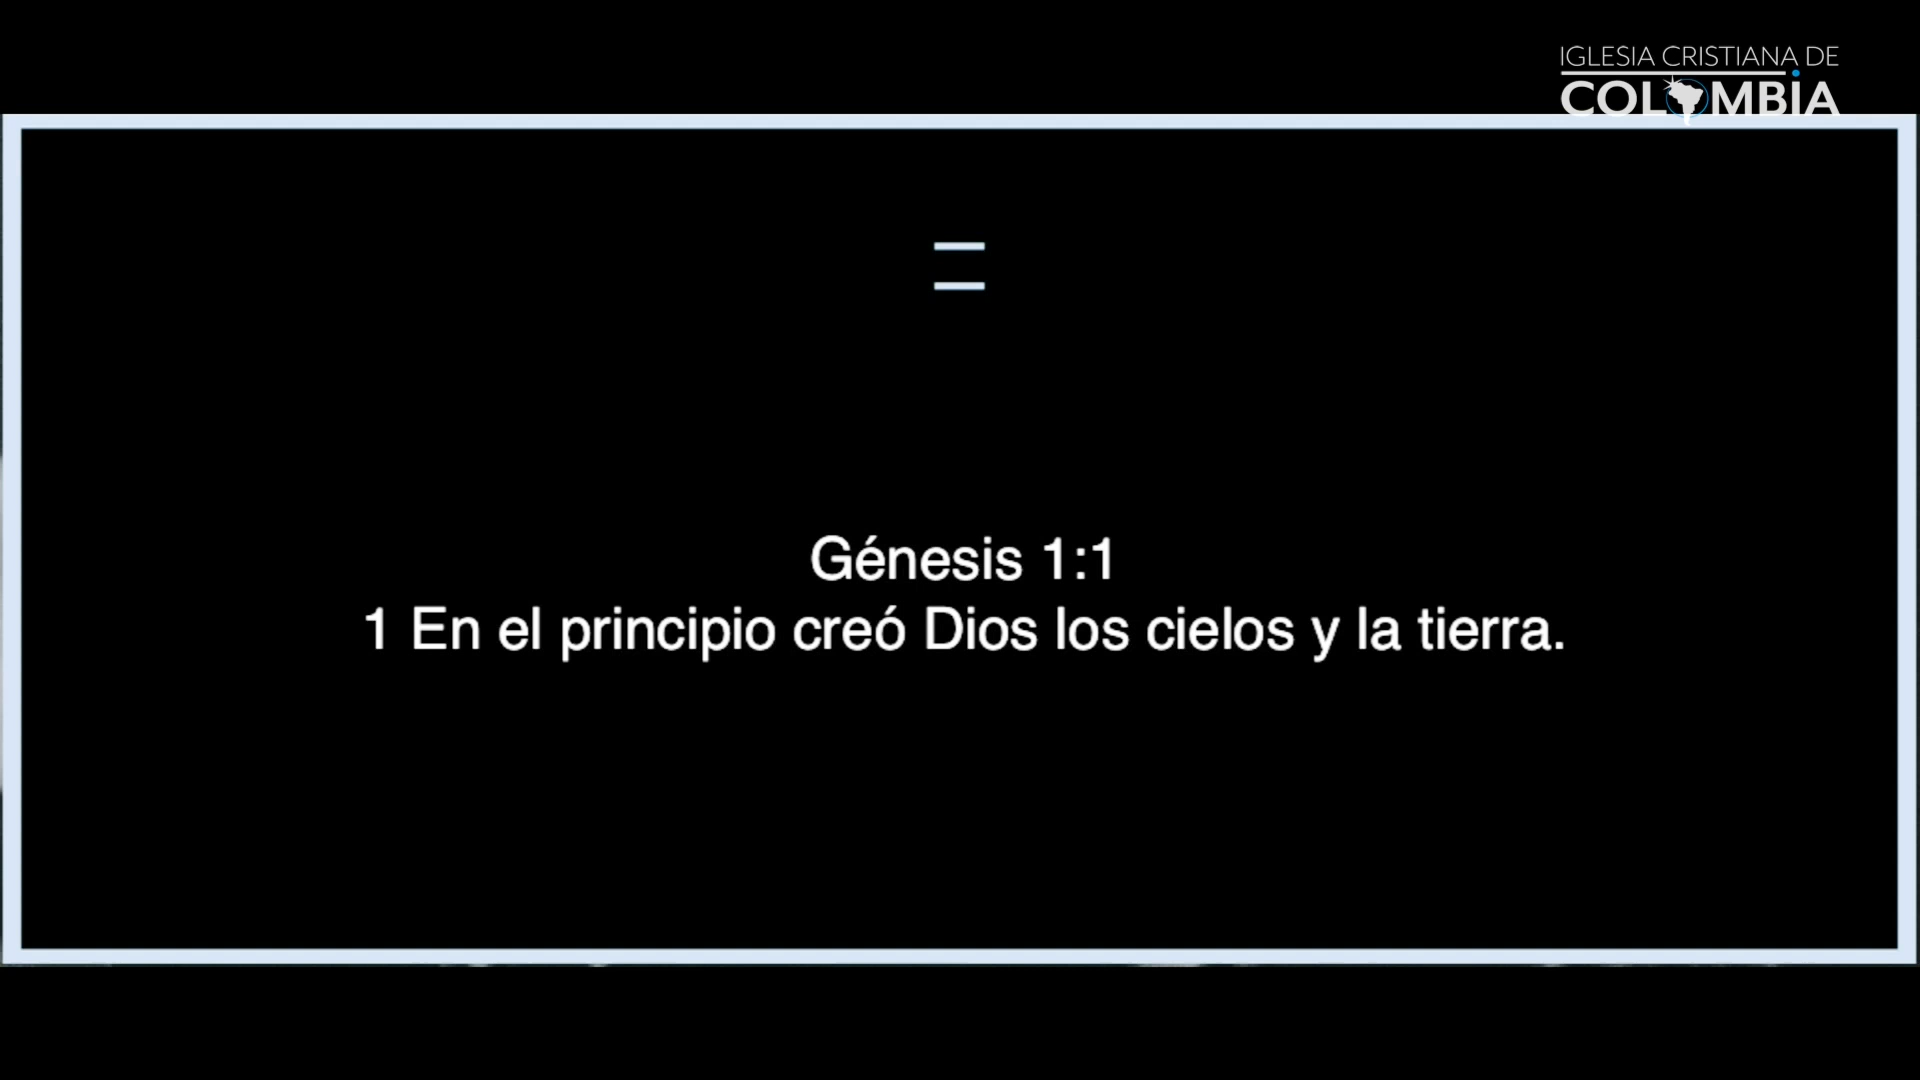 IGLESIA CRISTIANA DE
COLOMBIA
=
Génesis 1:1
1 En el principio creó Dios los cielos y la tierra.